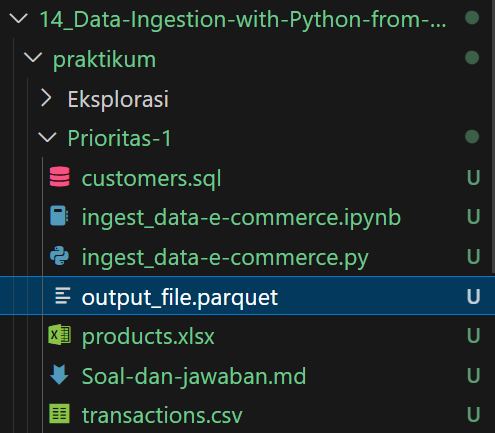 14_Data-Ingestion-with-Python-from-...
praktikum
Eksplorasi
Prioritas-1
customers.sql U
ingest_data-e-commerce.ipynb U
ingest_data-e-commerce.py U
output_file.parquet U
products.xlsx U
Soal-dan-jawaban.md U
transactions.csv U